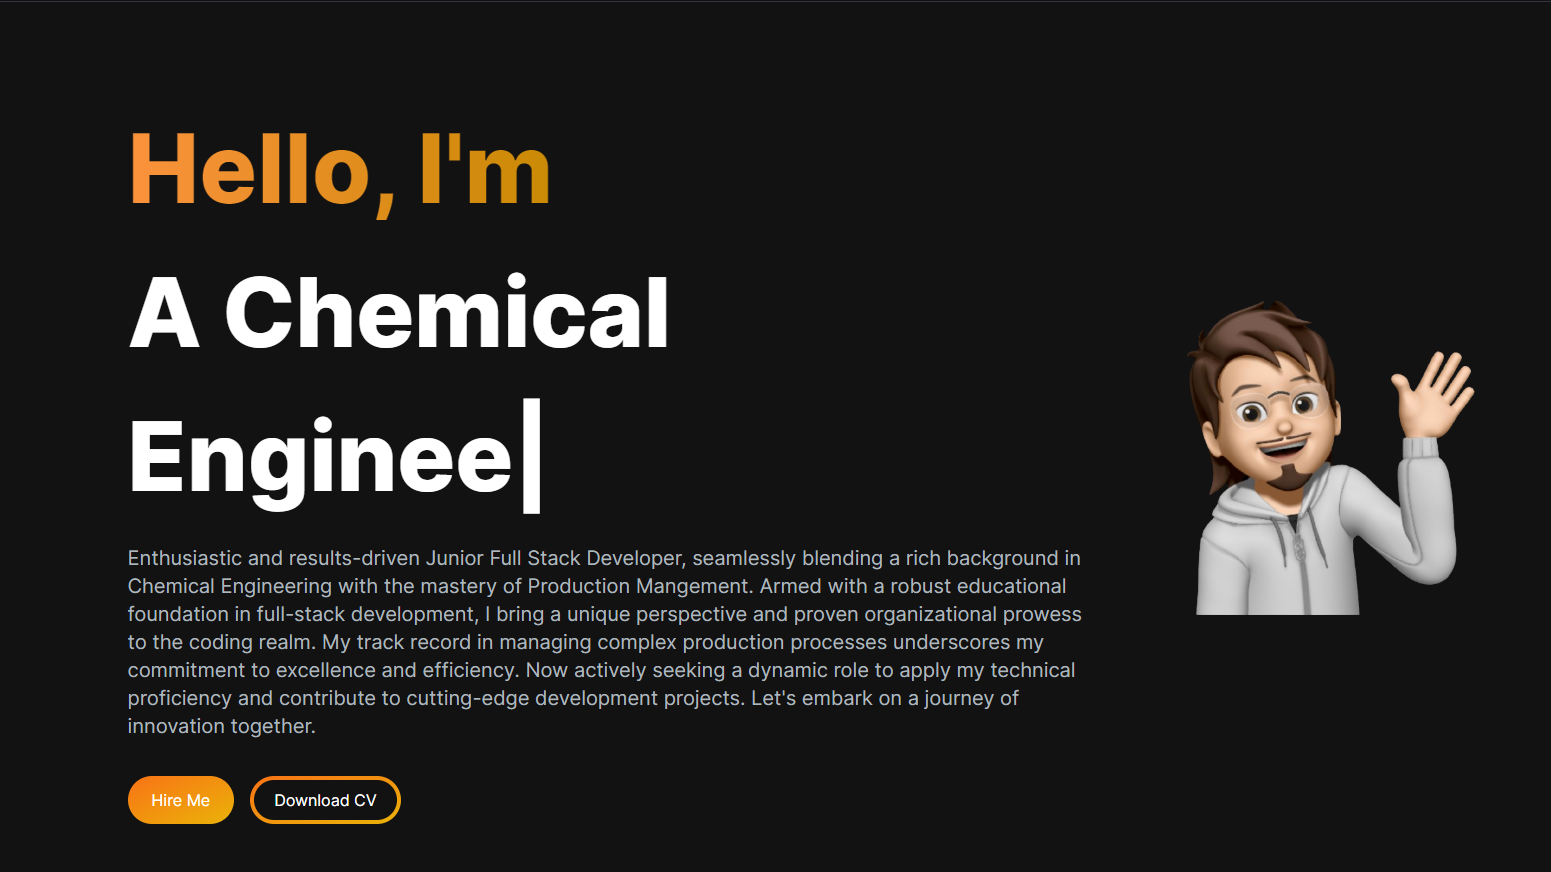 Hello, I'm
A Chemical
Enginee|
Enthusiastic and results-driven Junior Full Stack Developer, seamlessly blending a rich background in
Chemical Engineering with the mastery of Production Mangement. Armed with a robust educational
foundation in full-stack development, I bring a unique perspective and proven organizational prowess
to the coding realm. My track record in managing complex production processes underscores my
commitment to excellence and efficiency. Now actively seeking a dynamic role to apply my technical
proficiency and contribute to cutting-edge development projects. Let's embark on a journey of
innovation together.
Hire Me
Download CV